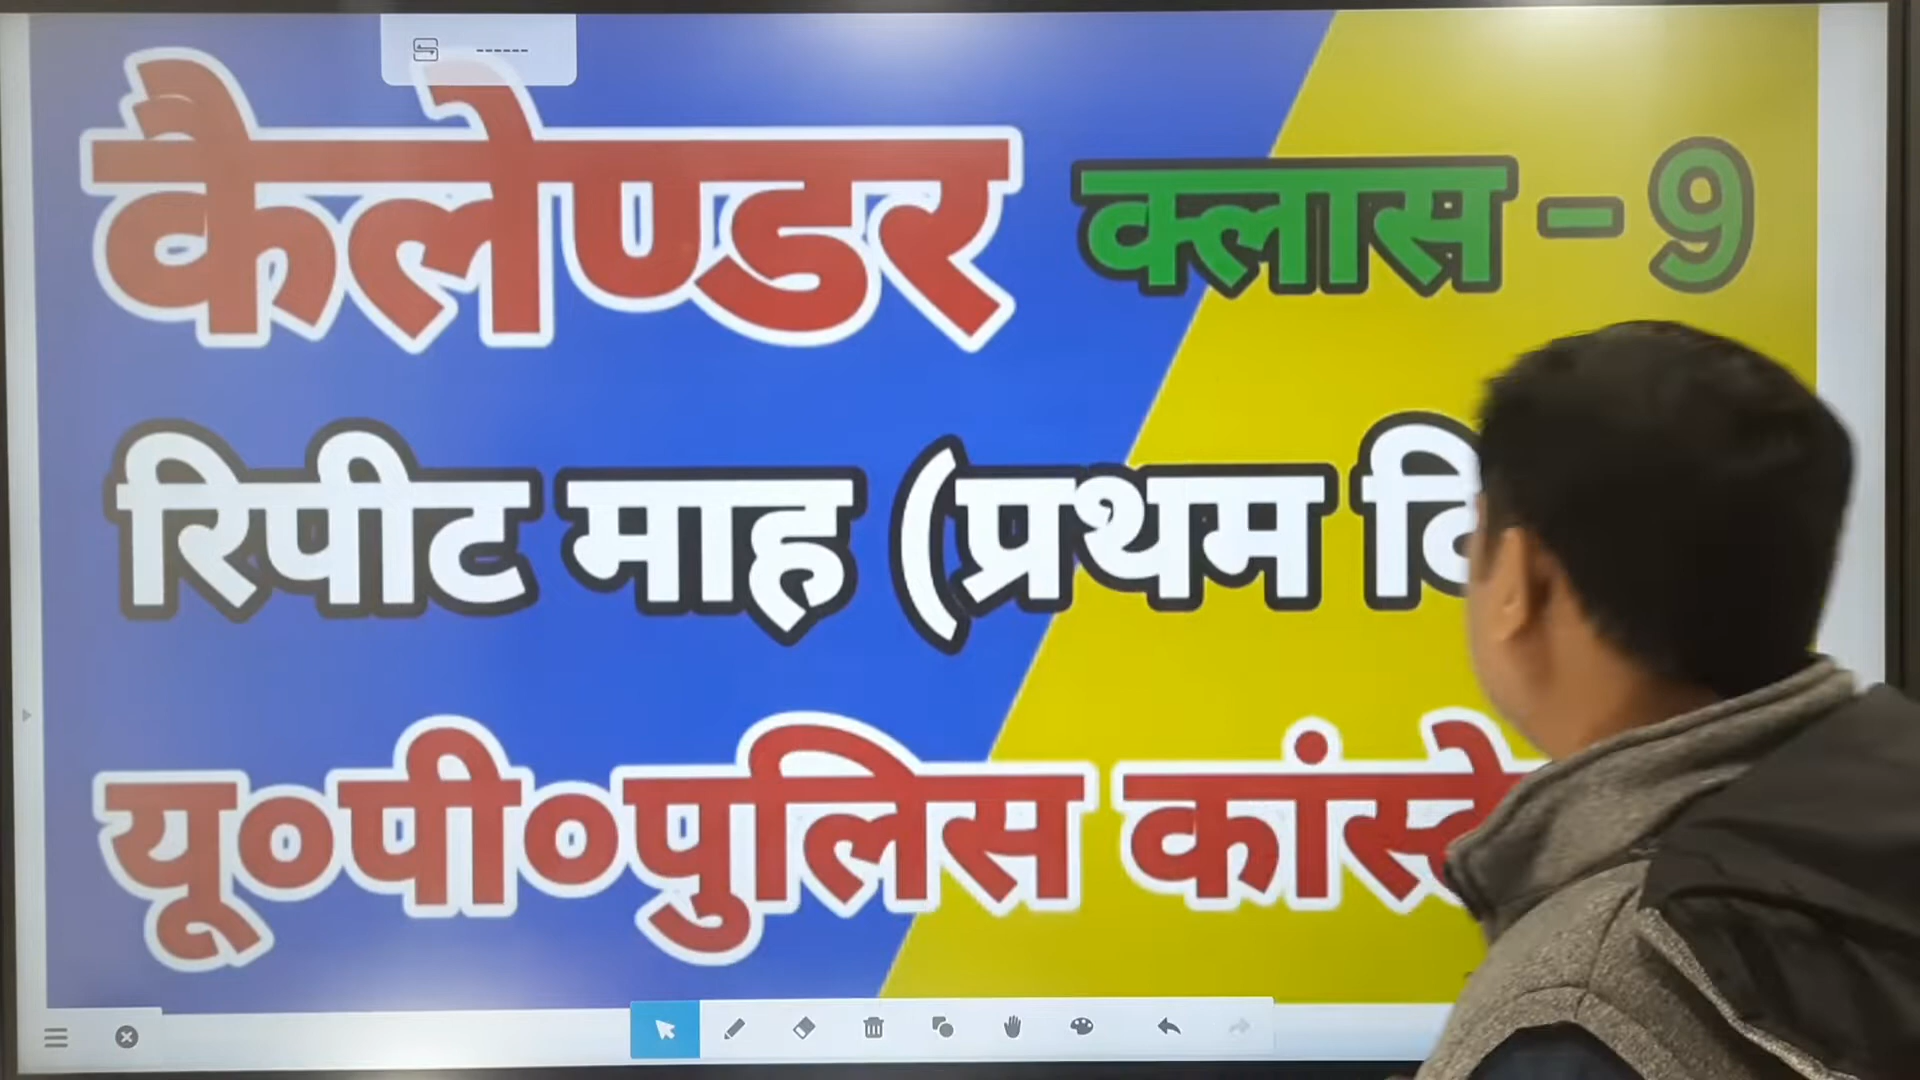 कैलेण्डर क्लास - 9
रिपीट माह (प्रथम
यू०पी०पुलिस